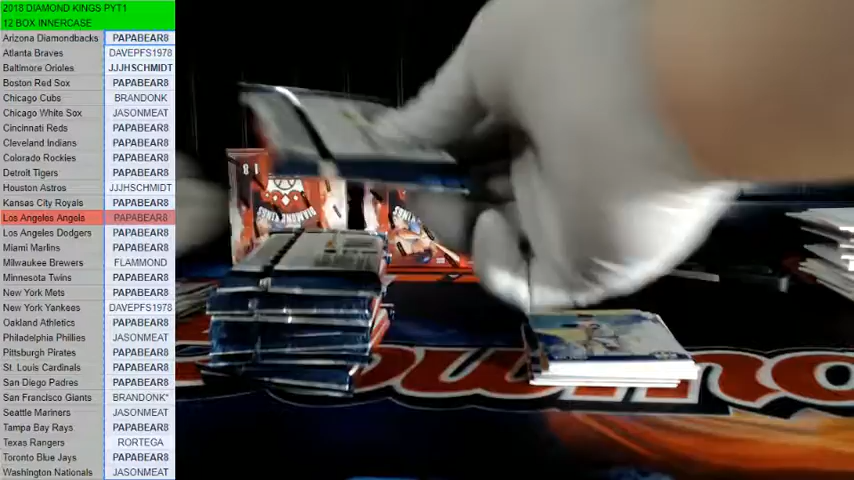 2018 DIAMOND KINGS PYT1
12 BOX INNERCASE
Arizona Diamondbacks PAPABEAR8
Atlanta Braves DAVEPFS1978
Baltimore Orioles JJJHSCHMIDT
Boston Red Sox PAPABEAR8
Chicago Cubs BRANDONK
Chicago White Sox JASONMEAT
Cincinnati Reds PAPABEAR8
Cleveland Indians PAPABEAR8
Colorado Rockies PAPABEAR8
Detroit Tigers PAPABEAR8
Houston Astros JJJHSCHMIDT
Kansas City Royals PAPABEAR8
Los Angeles Angels PAPABEAR8
Los Angeles Dodgers PAPABEAR8
Miami Marlins PAPABEAR8
Milwaukee Brewers FLAMMOND
Minnesota Twins PAPABEAR8
New York Mets PAPABEAR8
New York Yankees DAVEPFS1978
Oakland Athletics PAPABEAR8
Philadelphia Phillies JASONMEAT
Pittsburgh Pirates PAPABEAR8
St. Louis Cardinals PAPABEAR8
San Diego Padres PAPABEAR8
San Francisco Giants BRANDONK*
Seattle Mariners JASONMEAT
Tampa Bay Rays PAPABEAR8
Texas Rangers RORTEGA
Toronto Blue Jays PAPABEAR8
Washington Nationals JASONMEAT
DIAMOND
KINGS